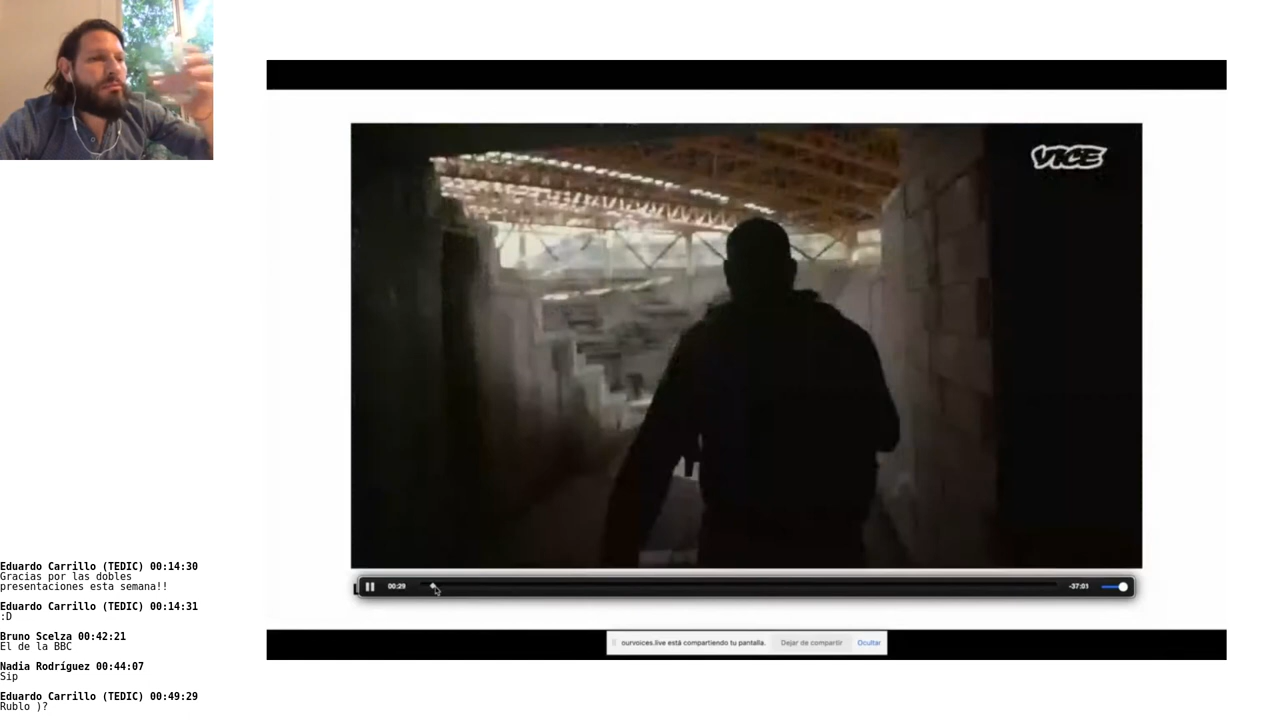 VICE
00:29
-37:01
ourvoices.live está compartiendo tu pantalla.
Dejar de compartir
Ocultar
Eduardo Carrillo (TEDIC) 00:14:30
Gracias por las dobles
presentaciones esta semana!!
Eduardo Carrillo (TEDIC) 00:14:31
:D
Bruno Scelza 00:42:21
El de la BBC
Nadia Rodríguez 00:44:07
Sip
Eduardo Carrillo (TEDIC) 00:49:29
Rublo )?